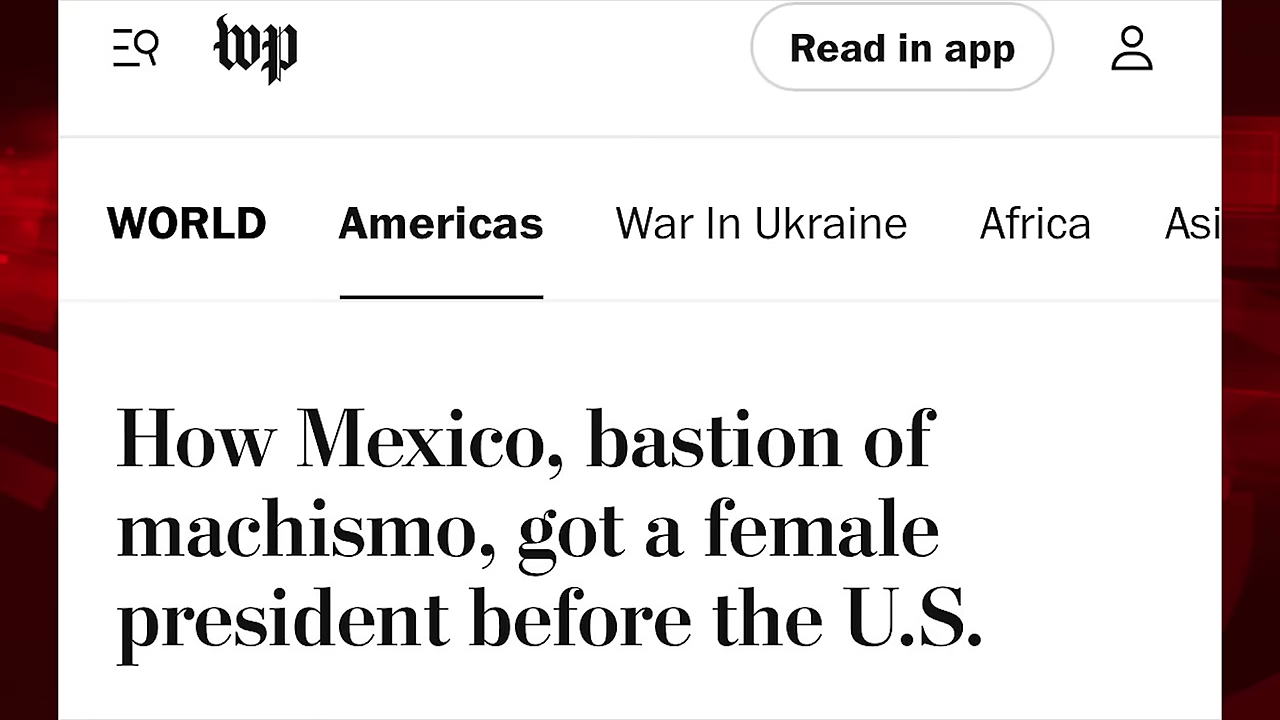 wp
Read in app
WORLD Americas War In Ukraine Africa Asi
How Mexico, bastion of
machismo, got a female
president before the U.S.